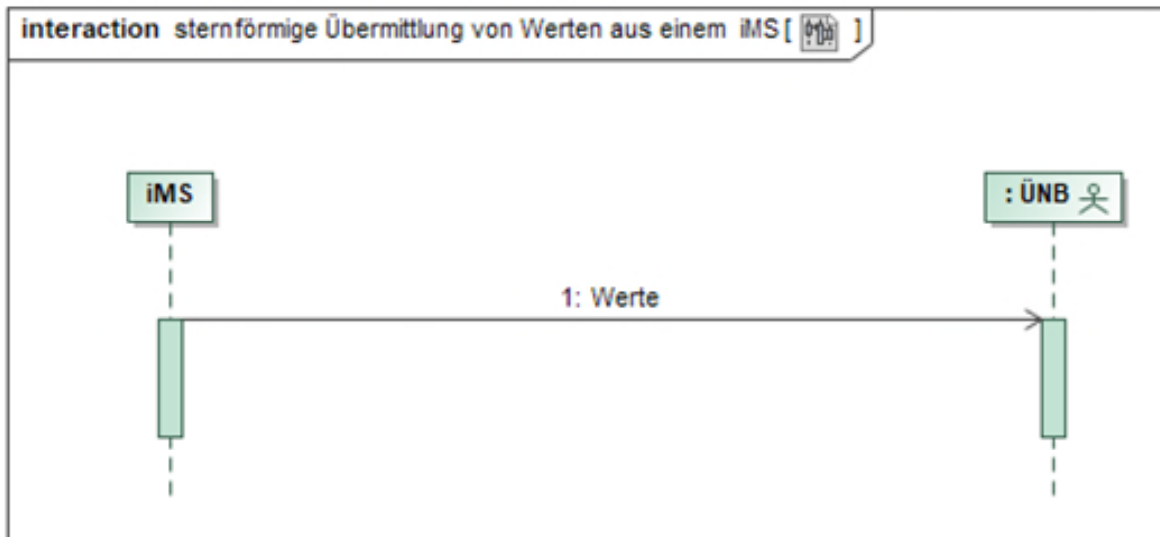 interaction sternförmige Übermittlung von Werten aus einem iMS [ ]
iMS
: ÜNB
1: Werte